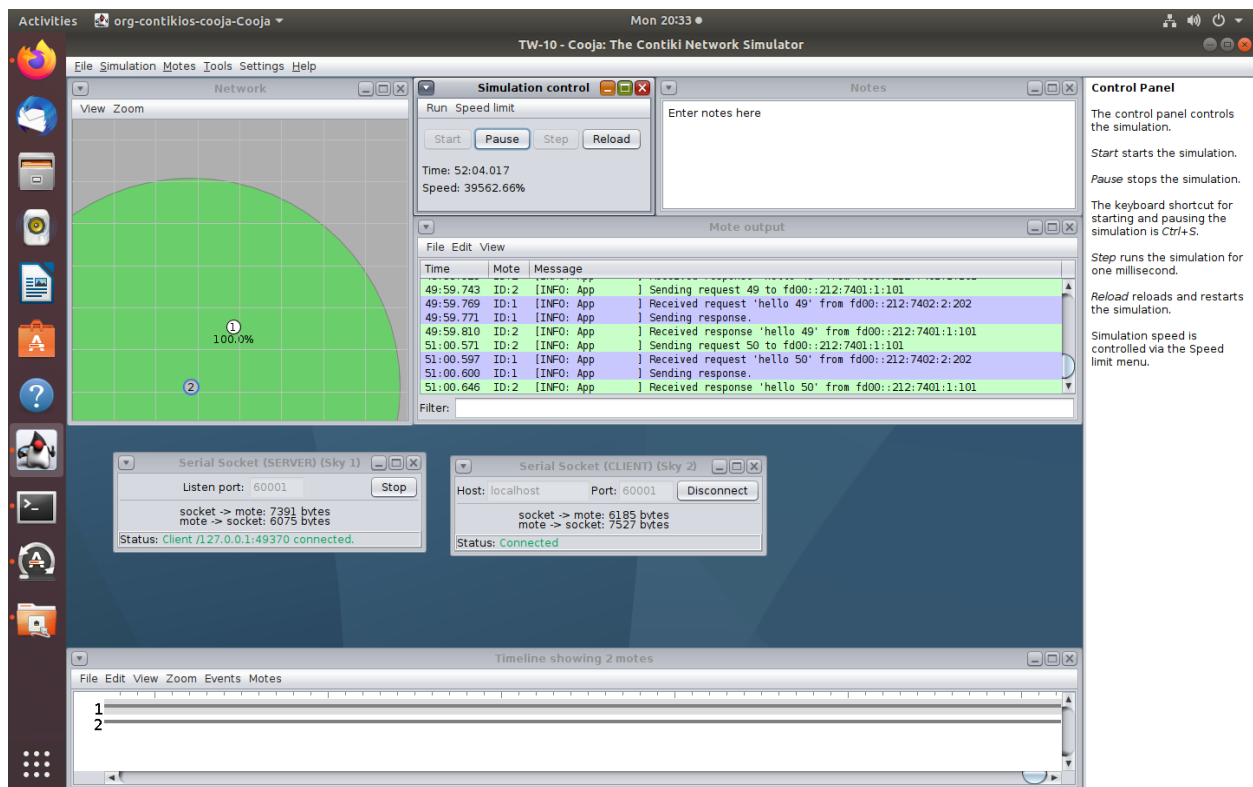 Activities org-contikios-cooja-Cooja Mon 20:33
TW-10 - Cooja: The Contiki Network Simulator
File Simulation Motes Tools Settings Help
Network
View Zoom
1
100.0%
2
Simulation control
Run Speed limit
Start Pause Step Reload
Time: 52:04.017
Speed: 39562.66%
Notes
Enter notes here
Mote output
File Edit View
Time Mote Message
49:59.743 ID:2 [INFO: App ] Sending request 49 to fd00::212:7401:1:101
49:59.769 ID:1 [INFO: App ] Received request 'hello 49' from fd00::212:7402:2:202
49:59.771 ID:1 [INFO: App ] Sending response.
49:59.810 ID:2 [INFO: App ] Received response 'hello 49' from fd00::212:7401:1:101
51:00.571 ID:2 [INFO: App ] Sending request 50 to fd00::212:7401:1:101
51:00.597 ID:1 [INFO: App ] Received request 'hello 50' from fd00::212:7402:2:202
51:00.600 ID:1 [INFO: App ] Sending response.
51:00.646 ID:2 [INFO: App ] Received response 'hello 50' from fd00::212:7401:1:101
Filter:
Control Panel
The control panel controls
the simulation.
Start starts the simulation.
Pause stops the simulation.
The keyboard shortcut for
starting and pausing the
simulation is Ctrl+S.
Step runs the simulation for
one millisecond.
Reload reloads and restarts
the simulation.
Simulation speed is
controlled via the Speed
limit menu.
Serial Socket (SERVER) (Sky 1)
Listen port: 60001 Stop
socket -> mote: 7391 bytes
mote -> socket: 6075 bytes
Status: Client /127.0.0.1:49370 connected.
Serial Socket (CLIENT) (Sky 2)
Host: localhost Port: 60001 Disconnect
socket -> mote: 6185 bytes
mote -> socket: 7527 bytes
Status: Connected
Timeline showing 2 motes
File Edit View Zoom Events Motes
1
2